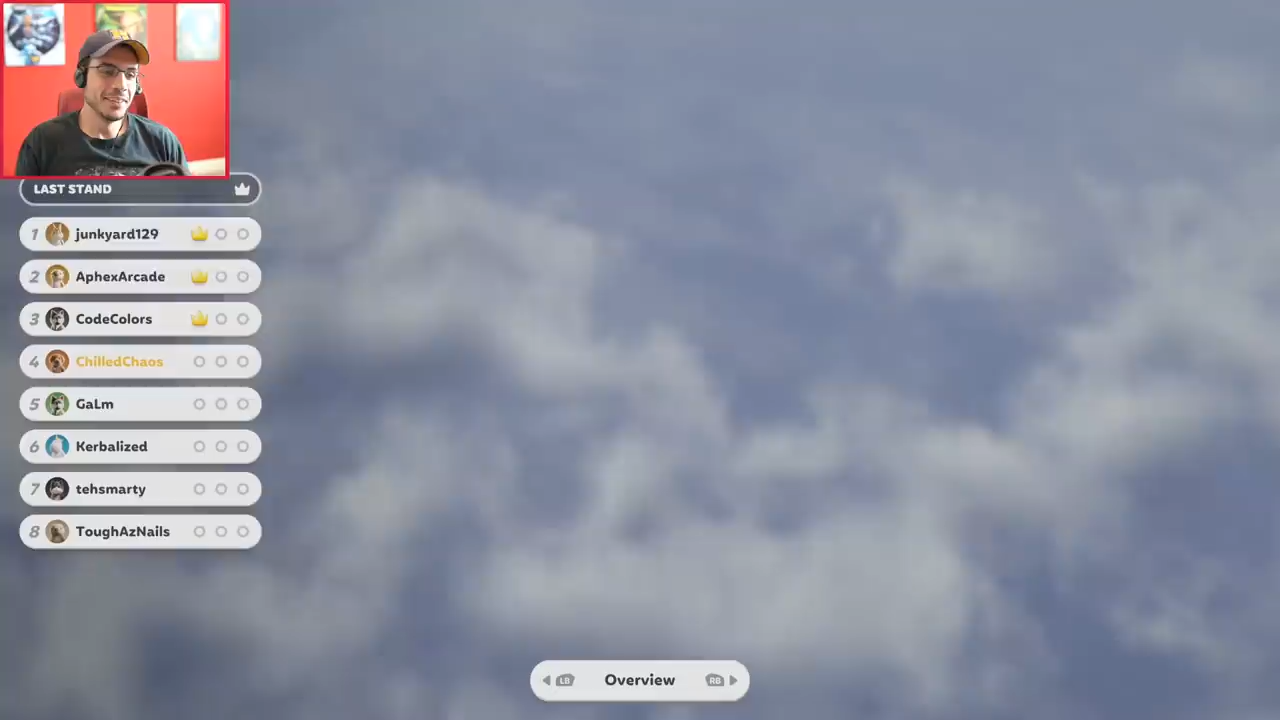 LAST STAND
1 junkyard129
2 AphexArcade
3 CodeColors
4 ChilledChaos
5 GaLm
6 Kerbalized
7 tehsmarty
8 ToughAzNails
LB Overview RB